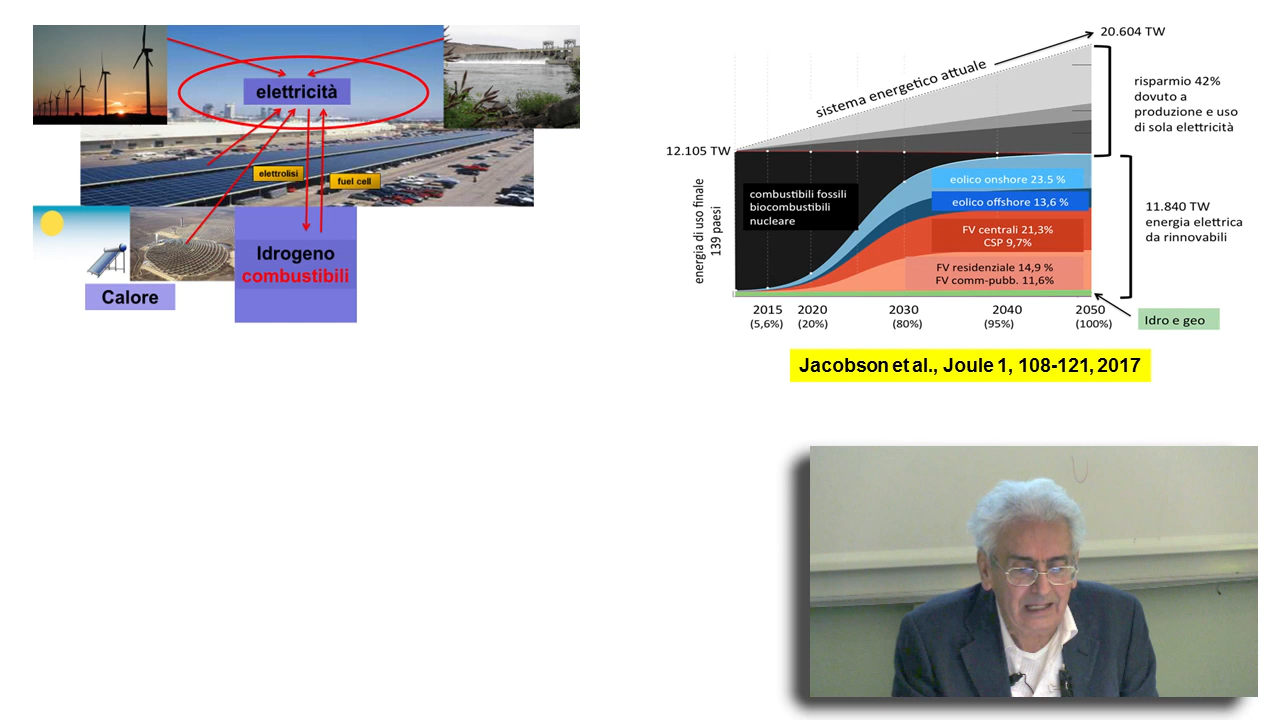 elettricità
elettrolisi
fuel cell
Idrogeno
combustibili
Calore
20.604 TW
sistema energetico attuale
risparmio 42%
dovuto a
produzione e uso
di sola elettricità
12.105 TW
energia di uso finale
139 paesi
combustibili fossili
biocombustibili
nucleare
eolico onshore 23.5 %
eolico offshore 13,6 %
FV centrali 21,3%
CSP 9,7%
FV residenziale 14,9 %
FV comm-pubb. 11,6%
11.840 TW
energia elettrica
da rinnovabili
2015 2020 2030 2040 2050
(5,6%) (20%) (80%) (95%) (100%)
Idro e geo
Jacobson et al., Joule 1, 108-121, 2017